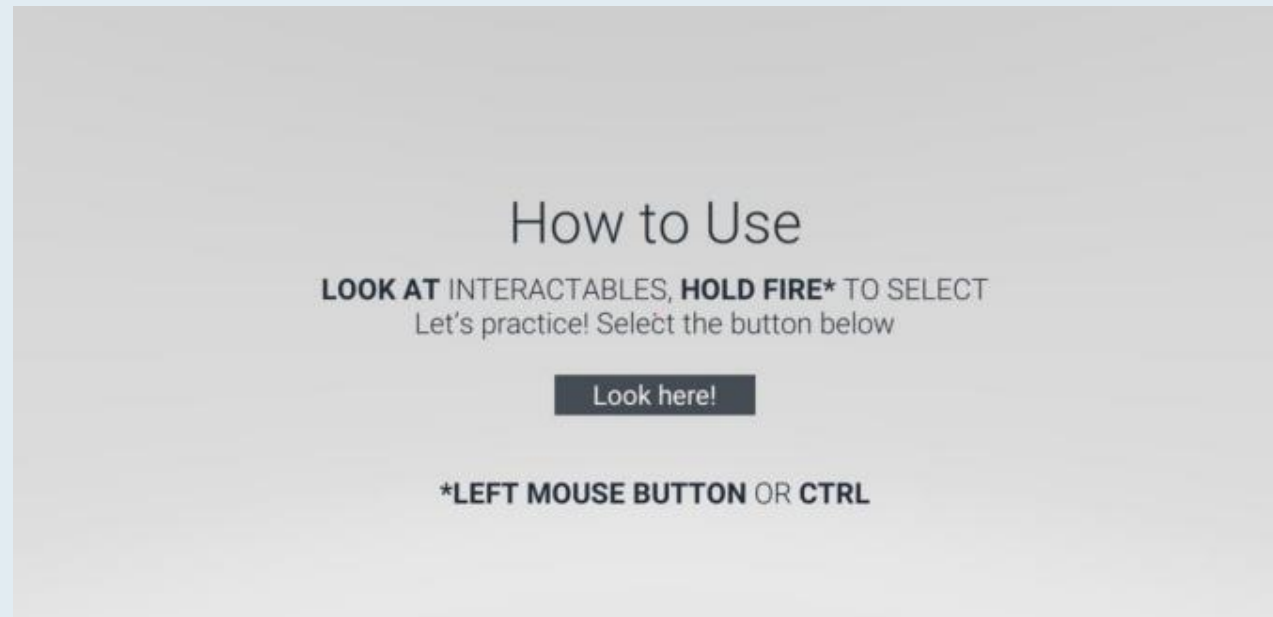 How to Use
LOOK AT INTERACTABLES, HOLD FIRE* TO SELECT
Let's practice! Select the button below
Look here!
*LEFT MOUSE BUTTON OR CTRL